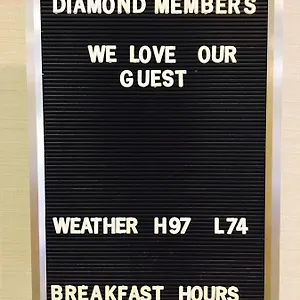 DIAMOND MEMBERS
WE LOVE OUR
GUEST
WEATHER H97 L74
BREAKFAST HOURS